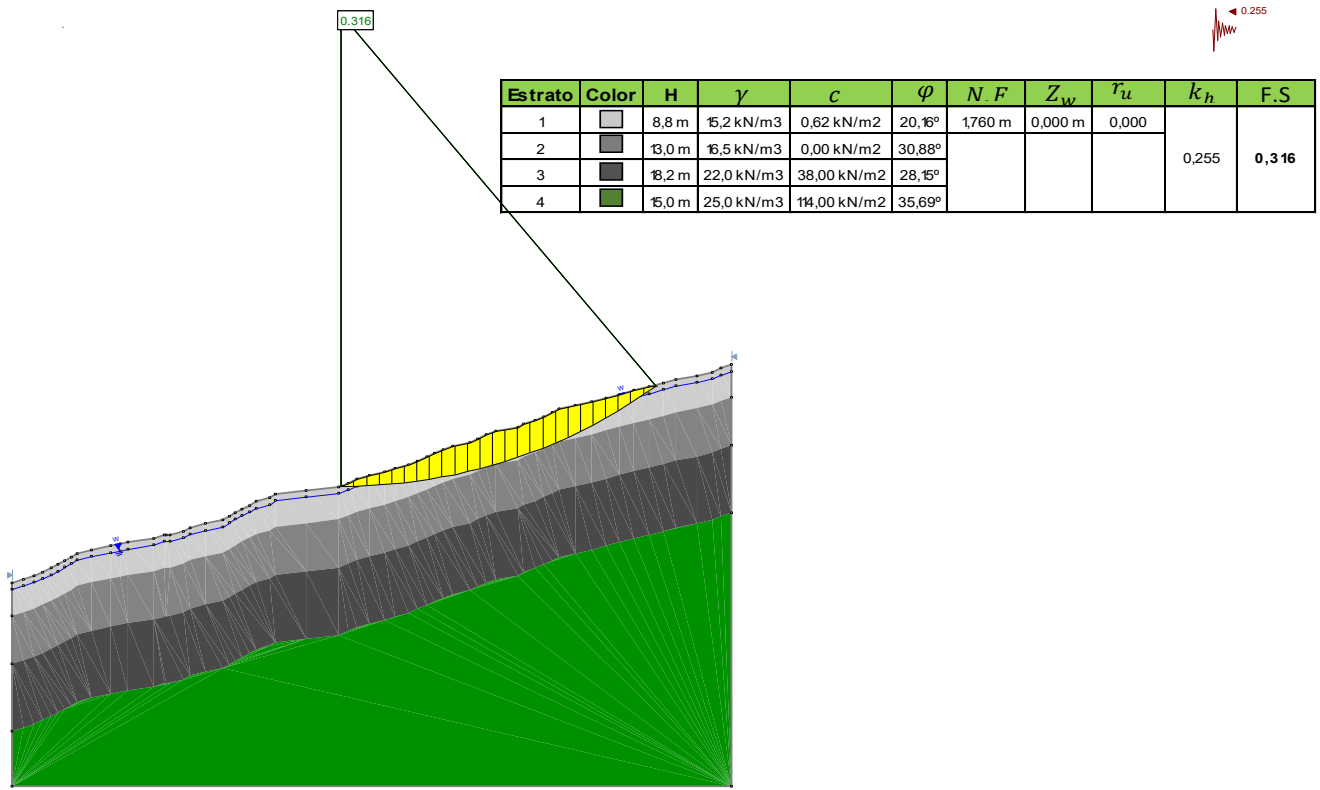 0.316
0.255
Estrato Color H γ c φ N.F Z_w r_u k_h F.S
1 8,8 m 15,2 kN/m3 0,62 kN/m2 20,16º 1,760 m 0,000 m 0,000
2 13,0 m 16,5 kN/m3 0,00 kN/m2 30,88º
0,255 0,316
3 18,2 m 22,0 kN/m3 38,00 kN/m2 28,15º
4 15,0 m 25,0 kN/m3 114,00 kN/m2 35,69º
W
W